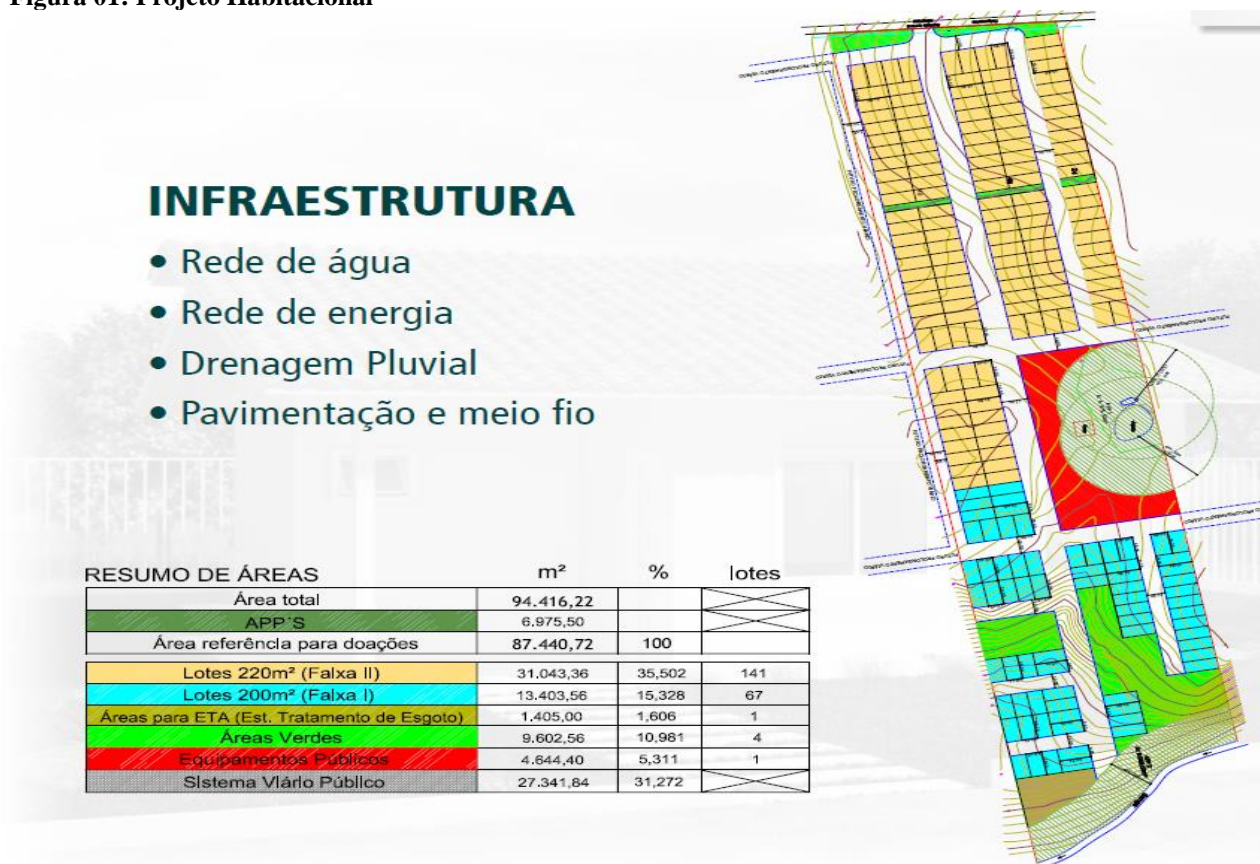 Figura 01: Projeto Habitacional
INFRAESTRUTURA
• Rede de água
• Rede de energia
• Drenagem Pluvial
• Pavimentação e meio fio
RESUMO DE ÁREAS m² % lotes
Área total 94.416,22
APP´S 6.975,50
Área referência para doações 87.440,72 100
Lotes 220m² (Faixa II) 31.043,36 35,502 141
Lotes 200m² (Faixa I) 13.403,56 15,328 67
Áreas para ETA (Est. Tratamento de Esgoto) 1.405,00 1,606 1
Áreas Verdes 9.602,56 10,981 4
Equipamentos Públicos 4.644,40 5,311 1
Sistema Viário Público 27.341,84 31,272